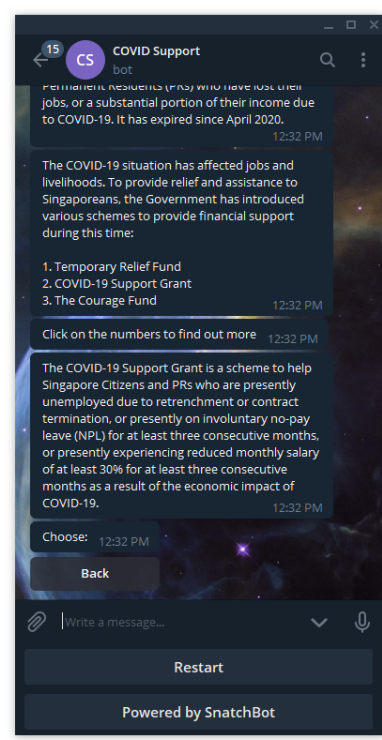 15
CS
COVID Support
bot
Permanent Residents (PRs) who have lost their
jobs, or a substantial portion of their income due
to COVID-19. It has expired since April 2020.
12:32 PM
The COVID-19 situation has affected jobs and
livelihoods. To provide relief and assistance to
Singaporeans, the Government has introduced
various schemes to provide financial support
during this time:
1. Temporary Relief Fund
2. COVID-19 Support Grant
3. The Courage Fund
12:32 PM
Click on the numbers to find out more 12:32 PM
The COVID-19 Support Grant is a scheme to help
Singapore Citizens and PRs who are presently
unemployed due to retrenchment or contract
termination, or presently on involuntary no-pay
leave (NPL) for at least three consecutive months,
or presently experiencing reduced monthly salary
of at least 30% for at least three consecutive
months as a result of the economic impact of
COVID-19.
12:32 PM
Choose: 12:32 PM
Back
Write a message...
Restart
Powered by SnatchBot